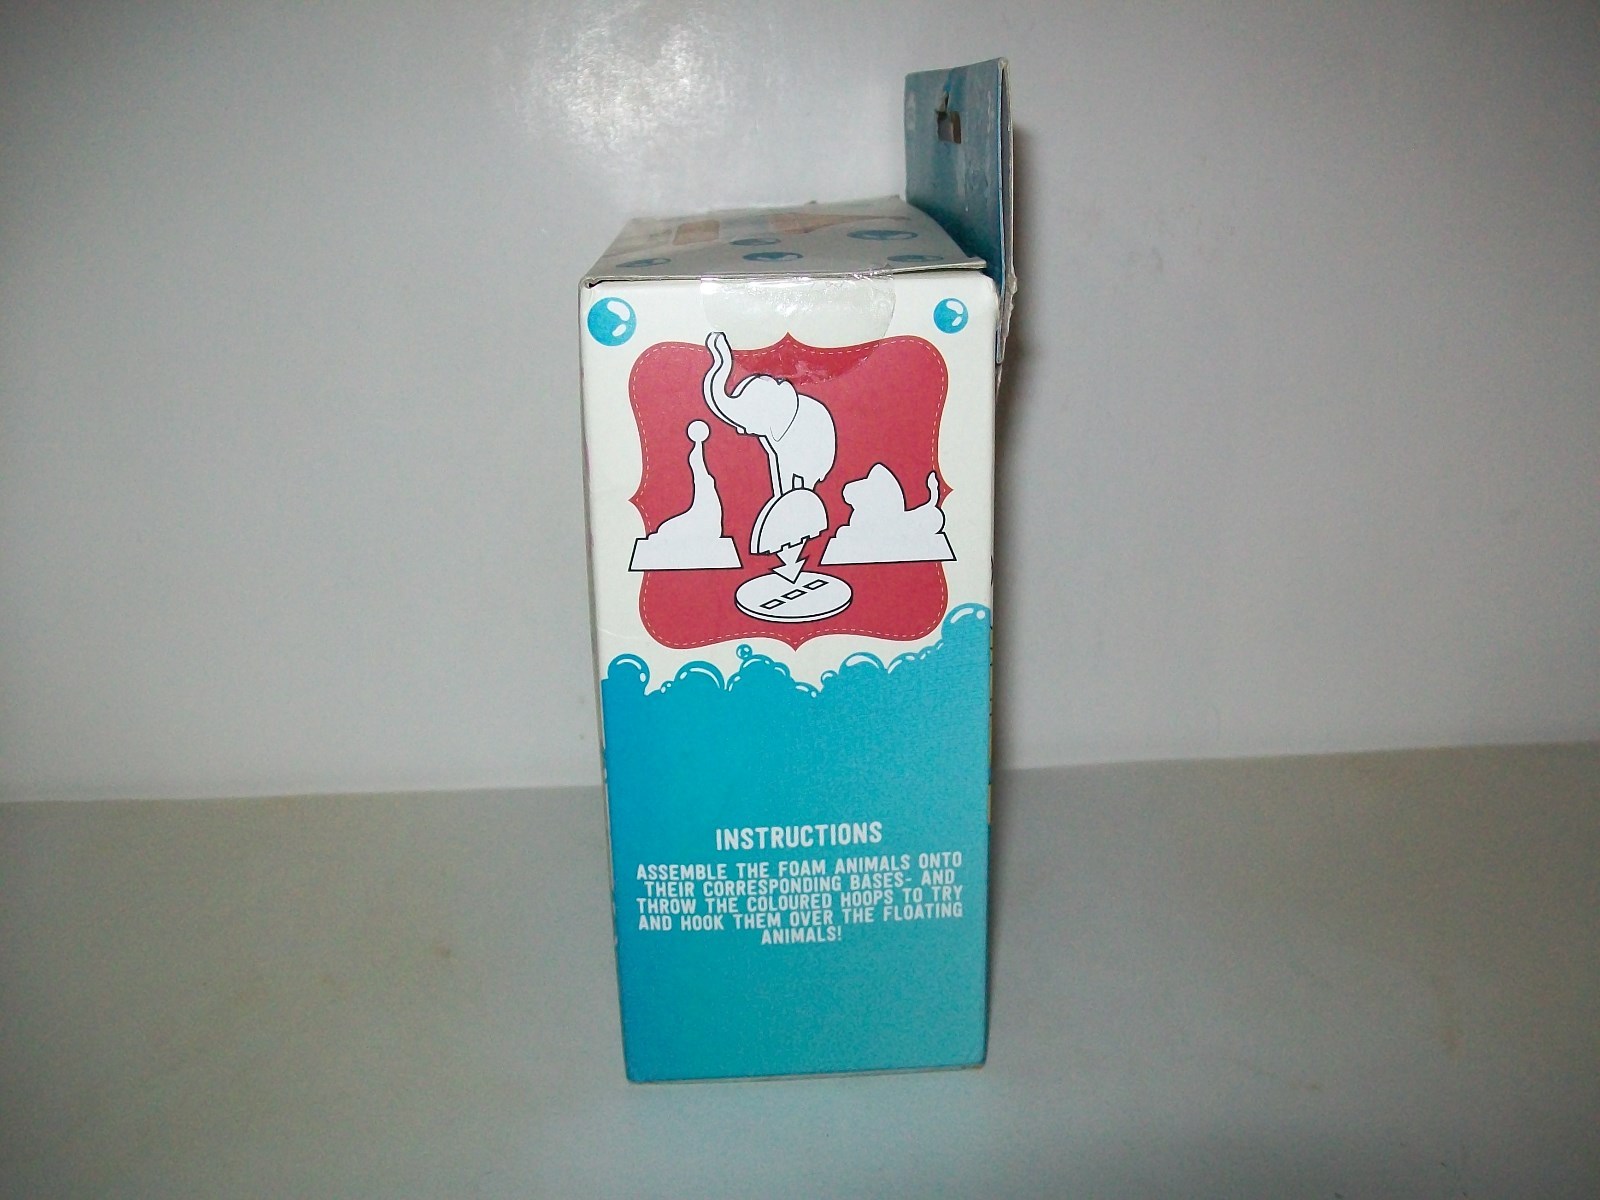 INSTRUCTIONS
ASSEMBLE THE FOAM ANIMALS ONTO
THEIR CORRESPONDING BASES- AND
THROW THE COLOURED HOOPS TO TRY
AND HOOK THEM OVER THE FLOATING
ANIMALS!